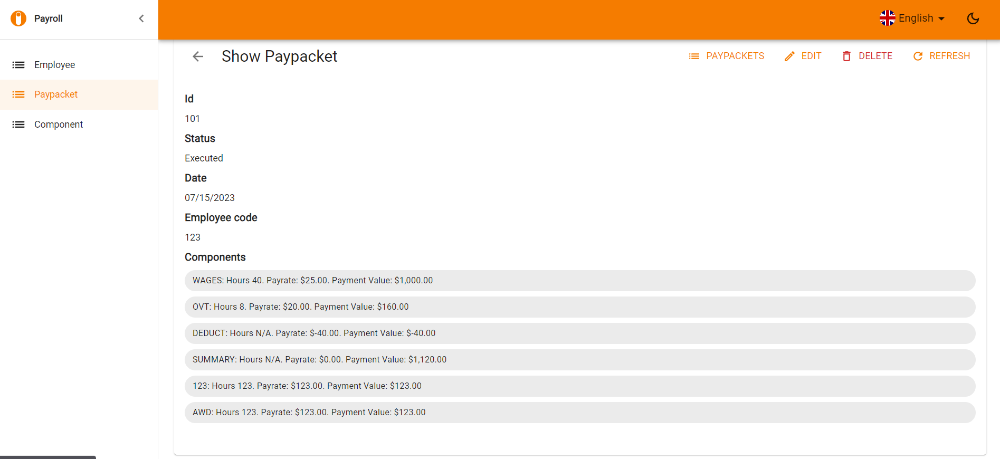 Payroll
English
Employee
Paypacket
Component
Show Paypacket
PAYPACKETS
EDIT
DELETE
REFRESH
Id
101
Status
Executed
Date
07/15/2023
Employee code
123
Components
WAGES: Hours 40. Payrate: $25.00. Payment Value: $1,000.00
OVT: Hours 8. Payrate: $20.00. Payment Value: $160.00
DEDUCT: Hours N/A. Payrate: $-40.00. Payment Value: $-40.00
SUMMARY: Hours N/A. Payrate: $0.00. Payment Value: $1,120.00
123: Hours 123. Payrate: $123.00. Payment Value: $123.00
AWD: Hours 123. Payrate: $123.00. Payment Value: $123.00